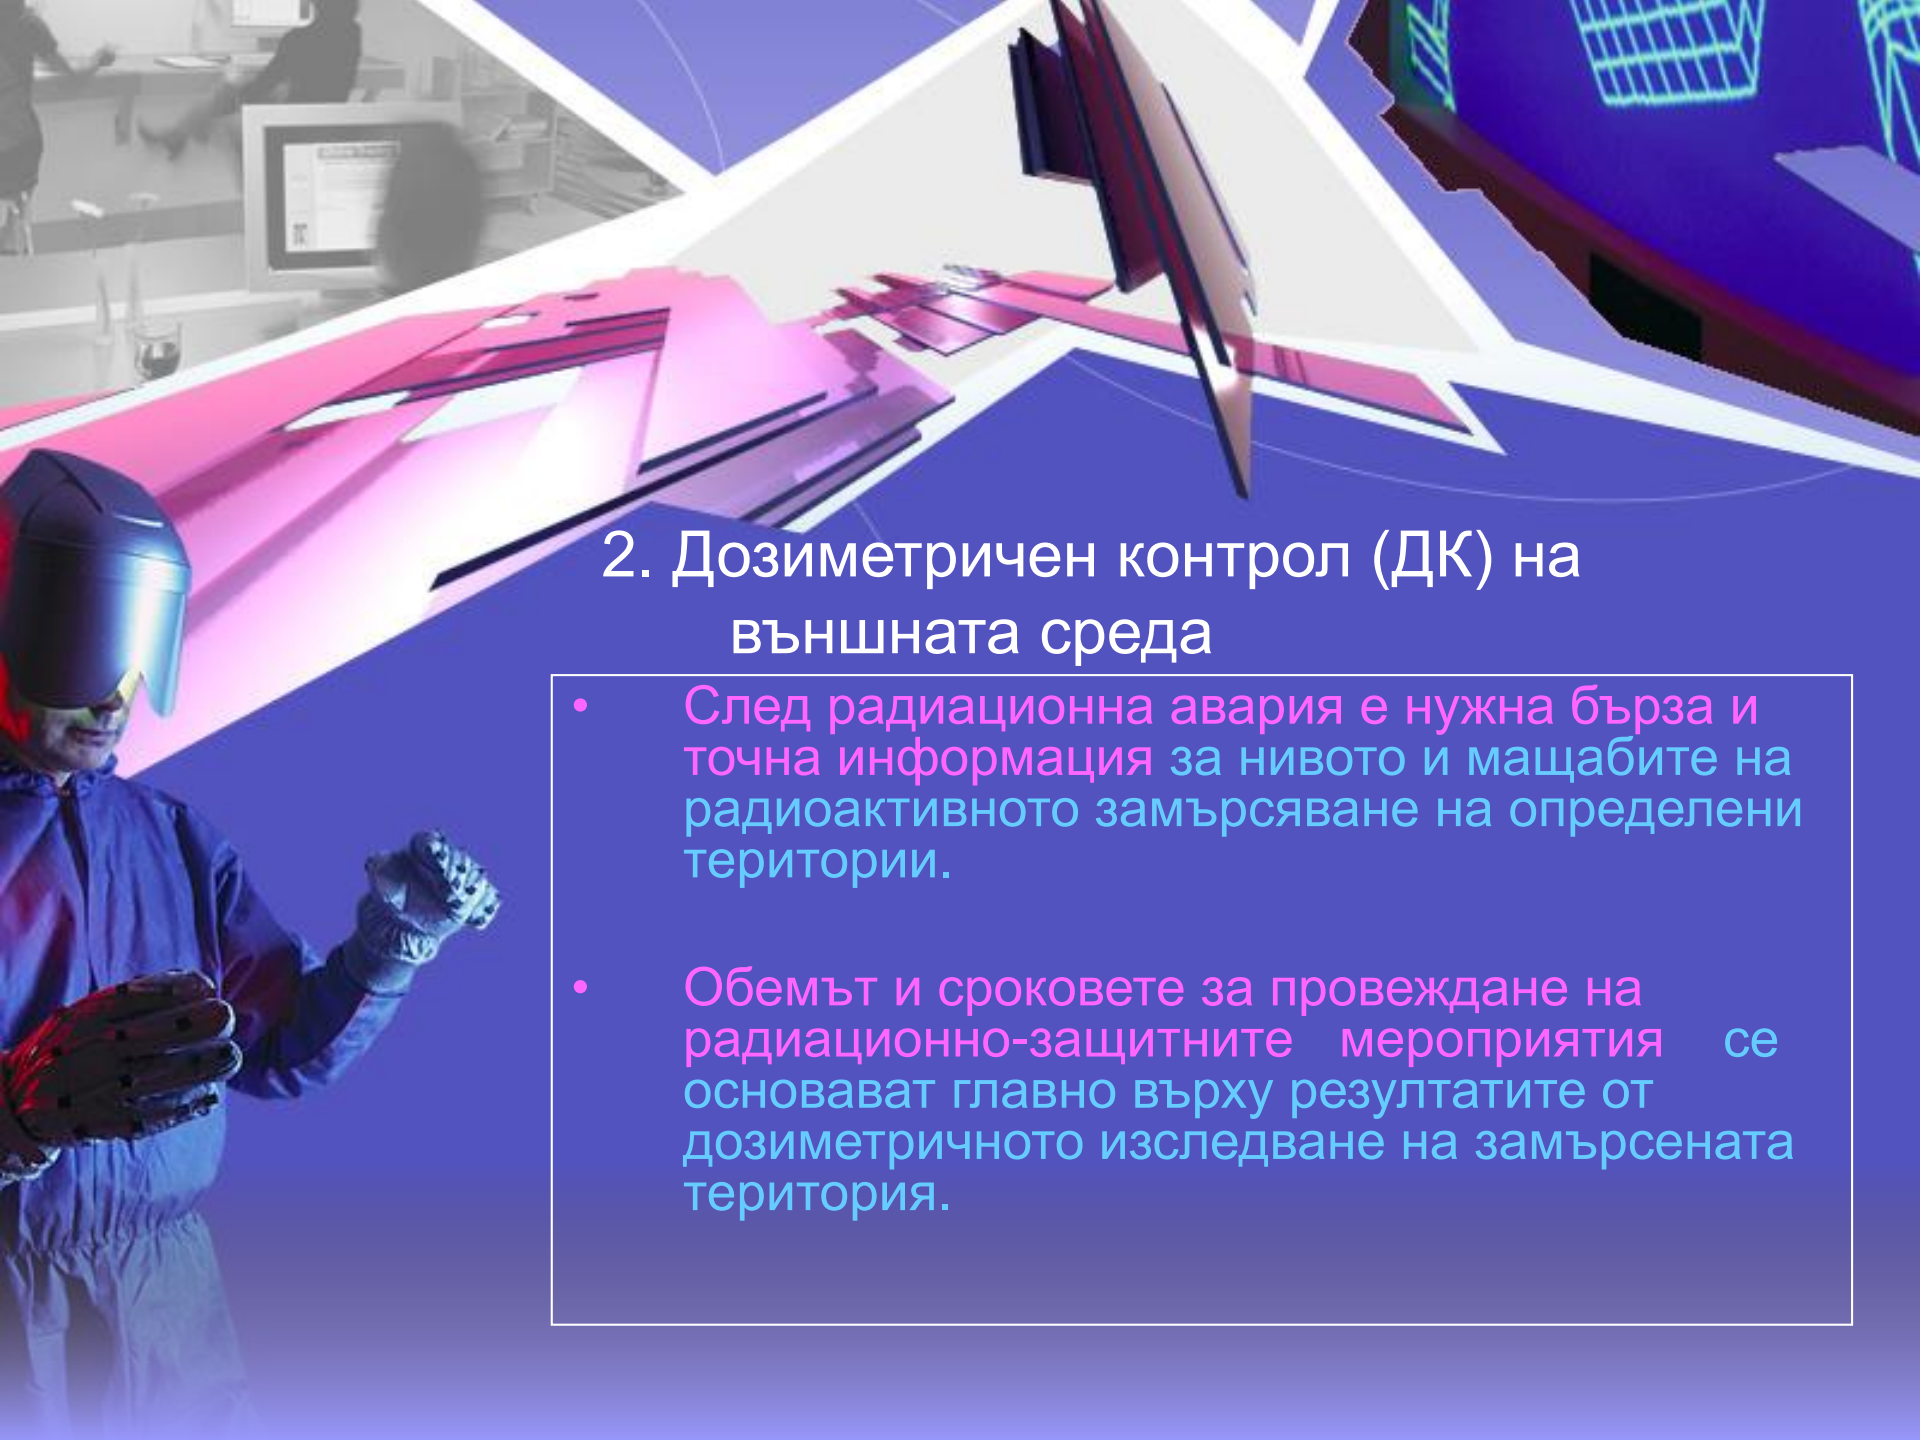 2. Дозиметричен контрол (ДК) на
външната среда
• След радиационна авария е нужна бърза и
точна информация за нивото и мащабите на
радиоактивното замърсяване на определени
територии.
• Обемът и сроковете за провеждане на
радиационно-защитните мероприятия се
основават главно върху резултатите от
дозиметричното изследване на замърсената
територия.